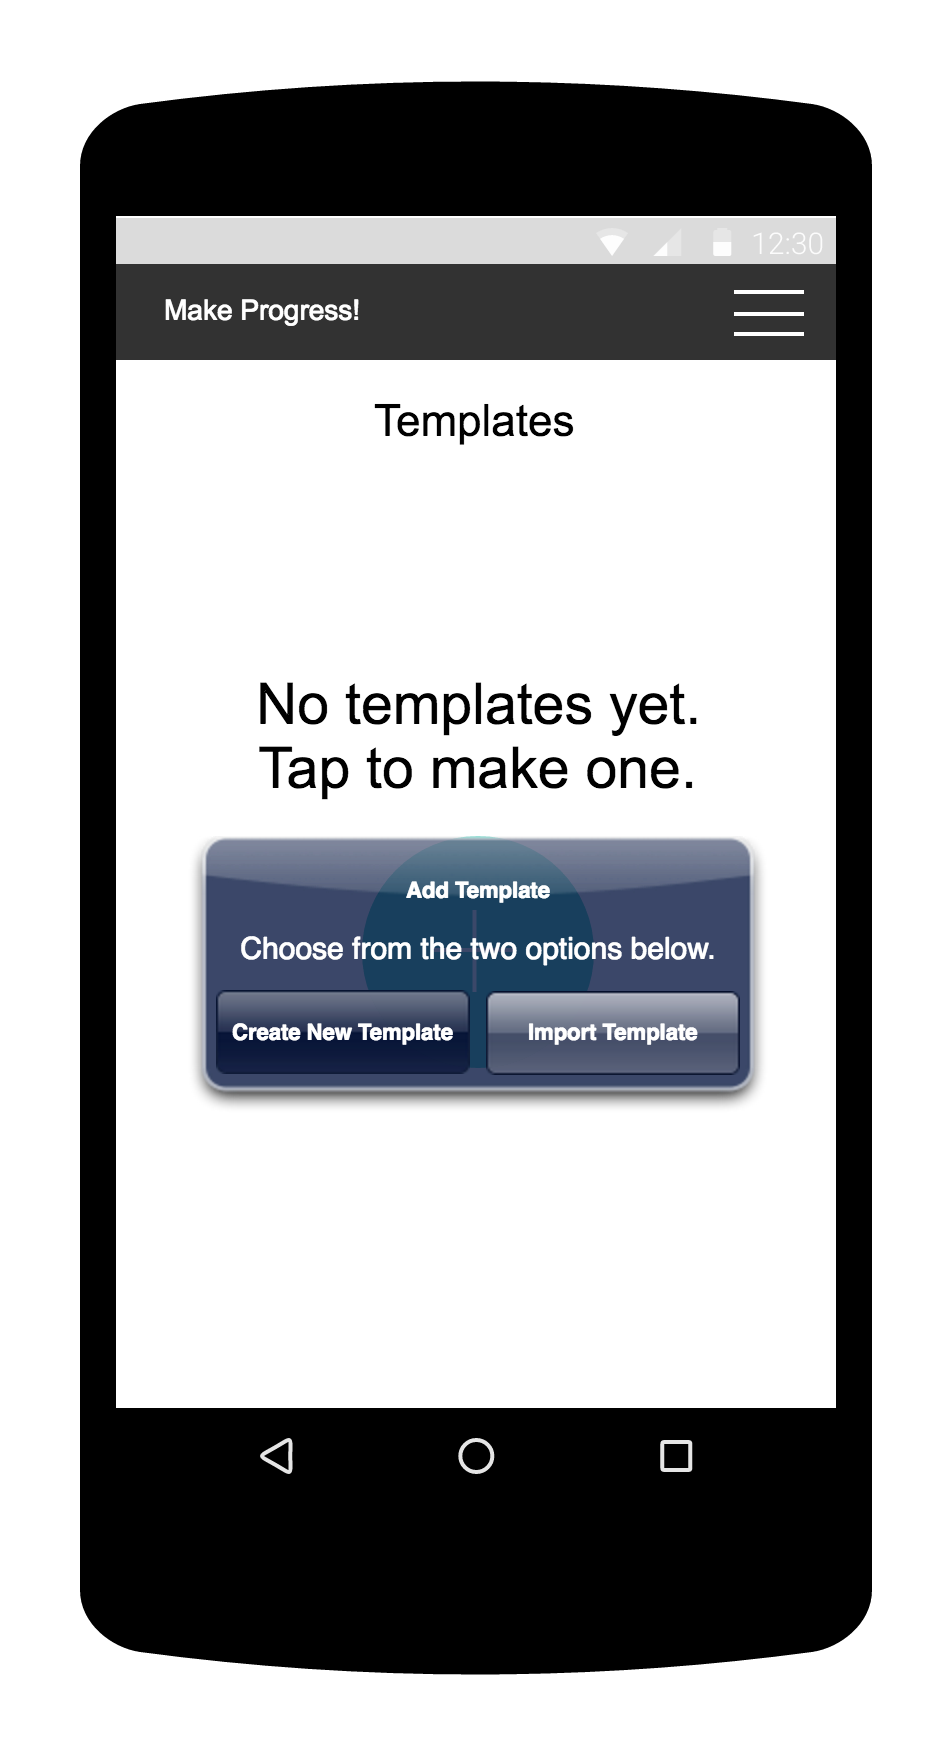 12:30
Make Progress!
Templates
No templates yet.
Tap to make one.
Add Template
Choose from the two options below.
Create New Template
Import Template